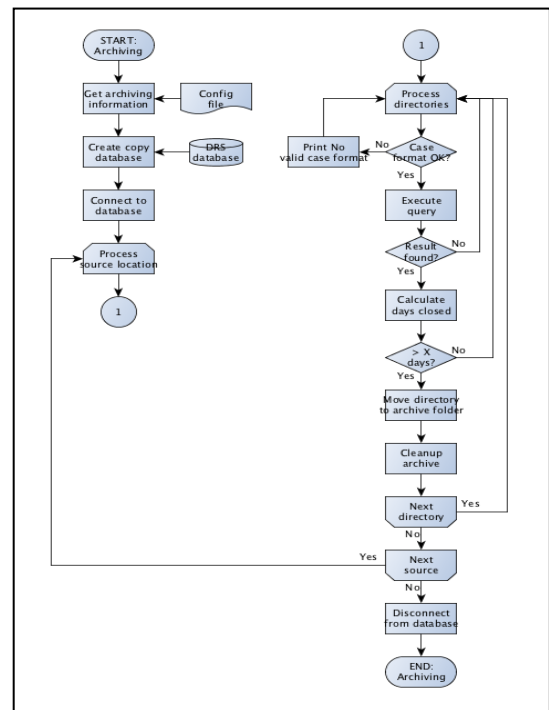 START:
Archiving
Get archiving
information
Config
file
Create copy
database
DRS
database
Connect to
database
Process
source location
1
1
Process
directories
Print No
valid case format
No
Case
format OK?
Yes
Execute
query
Result
found?
No
Yes
Calculate
days closed
> X
days?
No
Yes
Move directory
to archive folder
Cleanup
archive
Next
directory
Yes
No
Yes
Next
source
No
Disconnect
from database
END:
Archiving